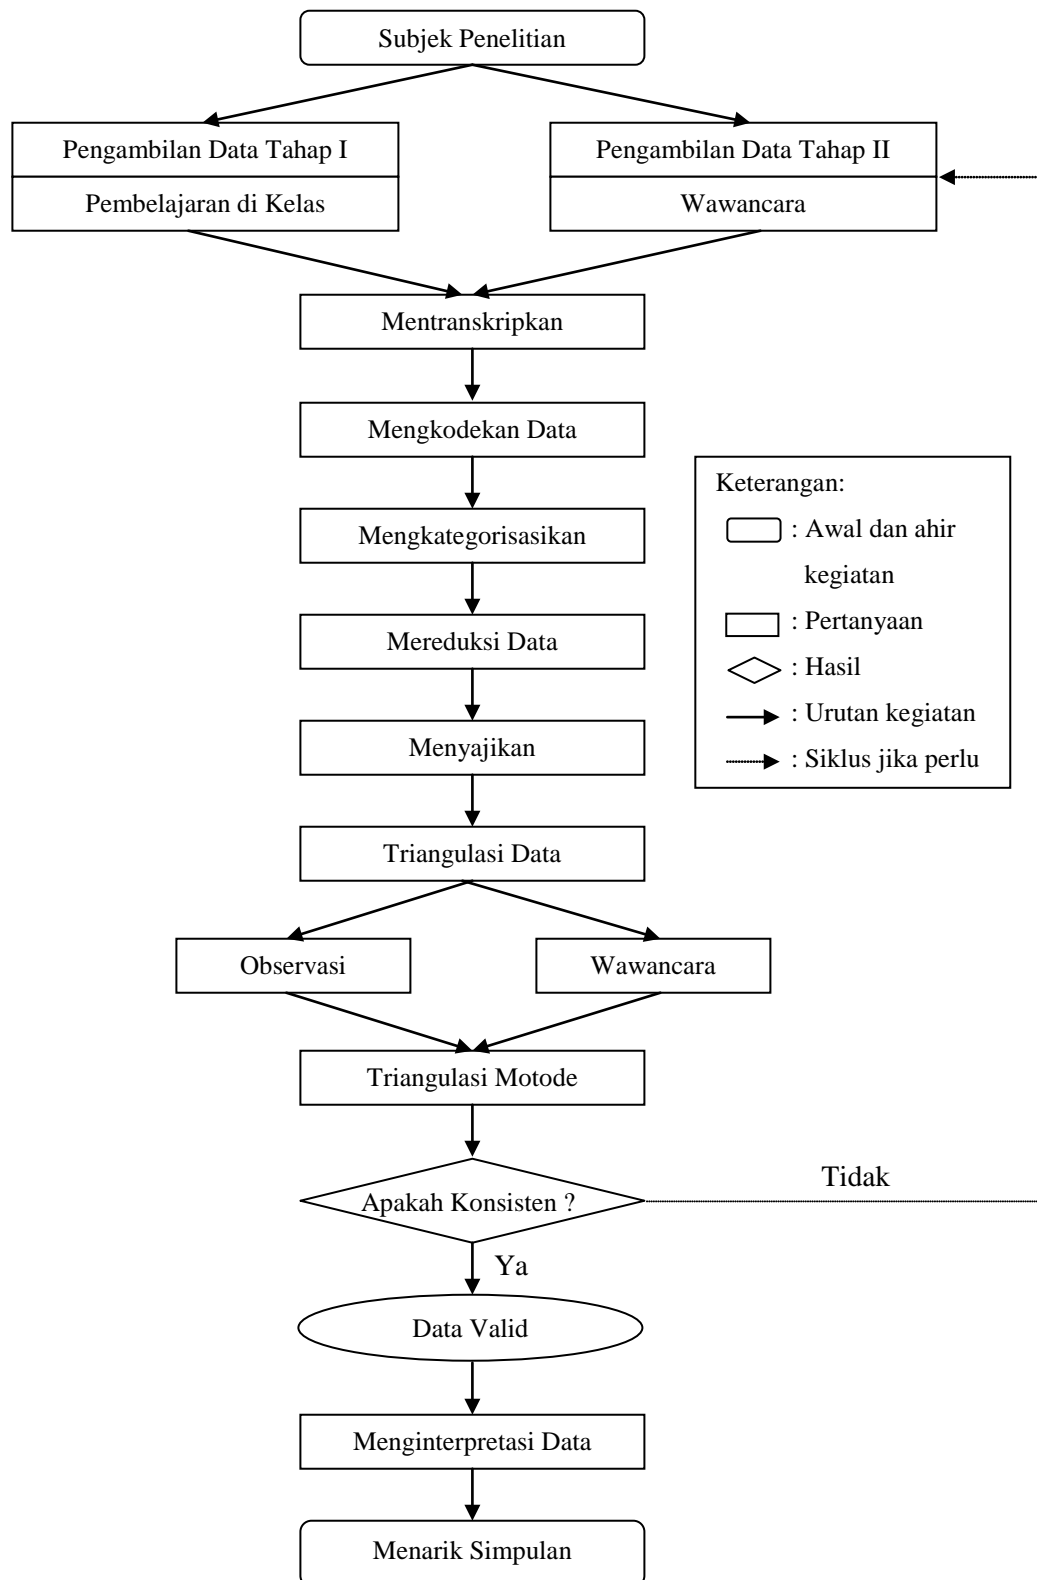 Subjek Penelitian
Pengambilan Data Tahap I
Pembelajaran di Kelas
Pengambilan Data Tahap II
Wawancara
Mentranskripkan
Mengkodekan Data
Mengkategorisasikan
Mereduksi Data
Menyajikan
Triangulasi Data
Observasi
Wawancara
Triangulasi Motode
Apakah Konsisten ?
Tidak
Ya
Data Valid
Menginterpretasi Data
Menarik Simpulan
Keterangan:
: Awal dan ahir
kegiatan
: Pertanyaan
: Hasil
: Urutan kegiatan
: Siklus jika perlu